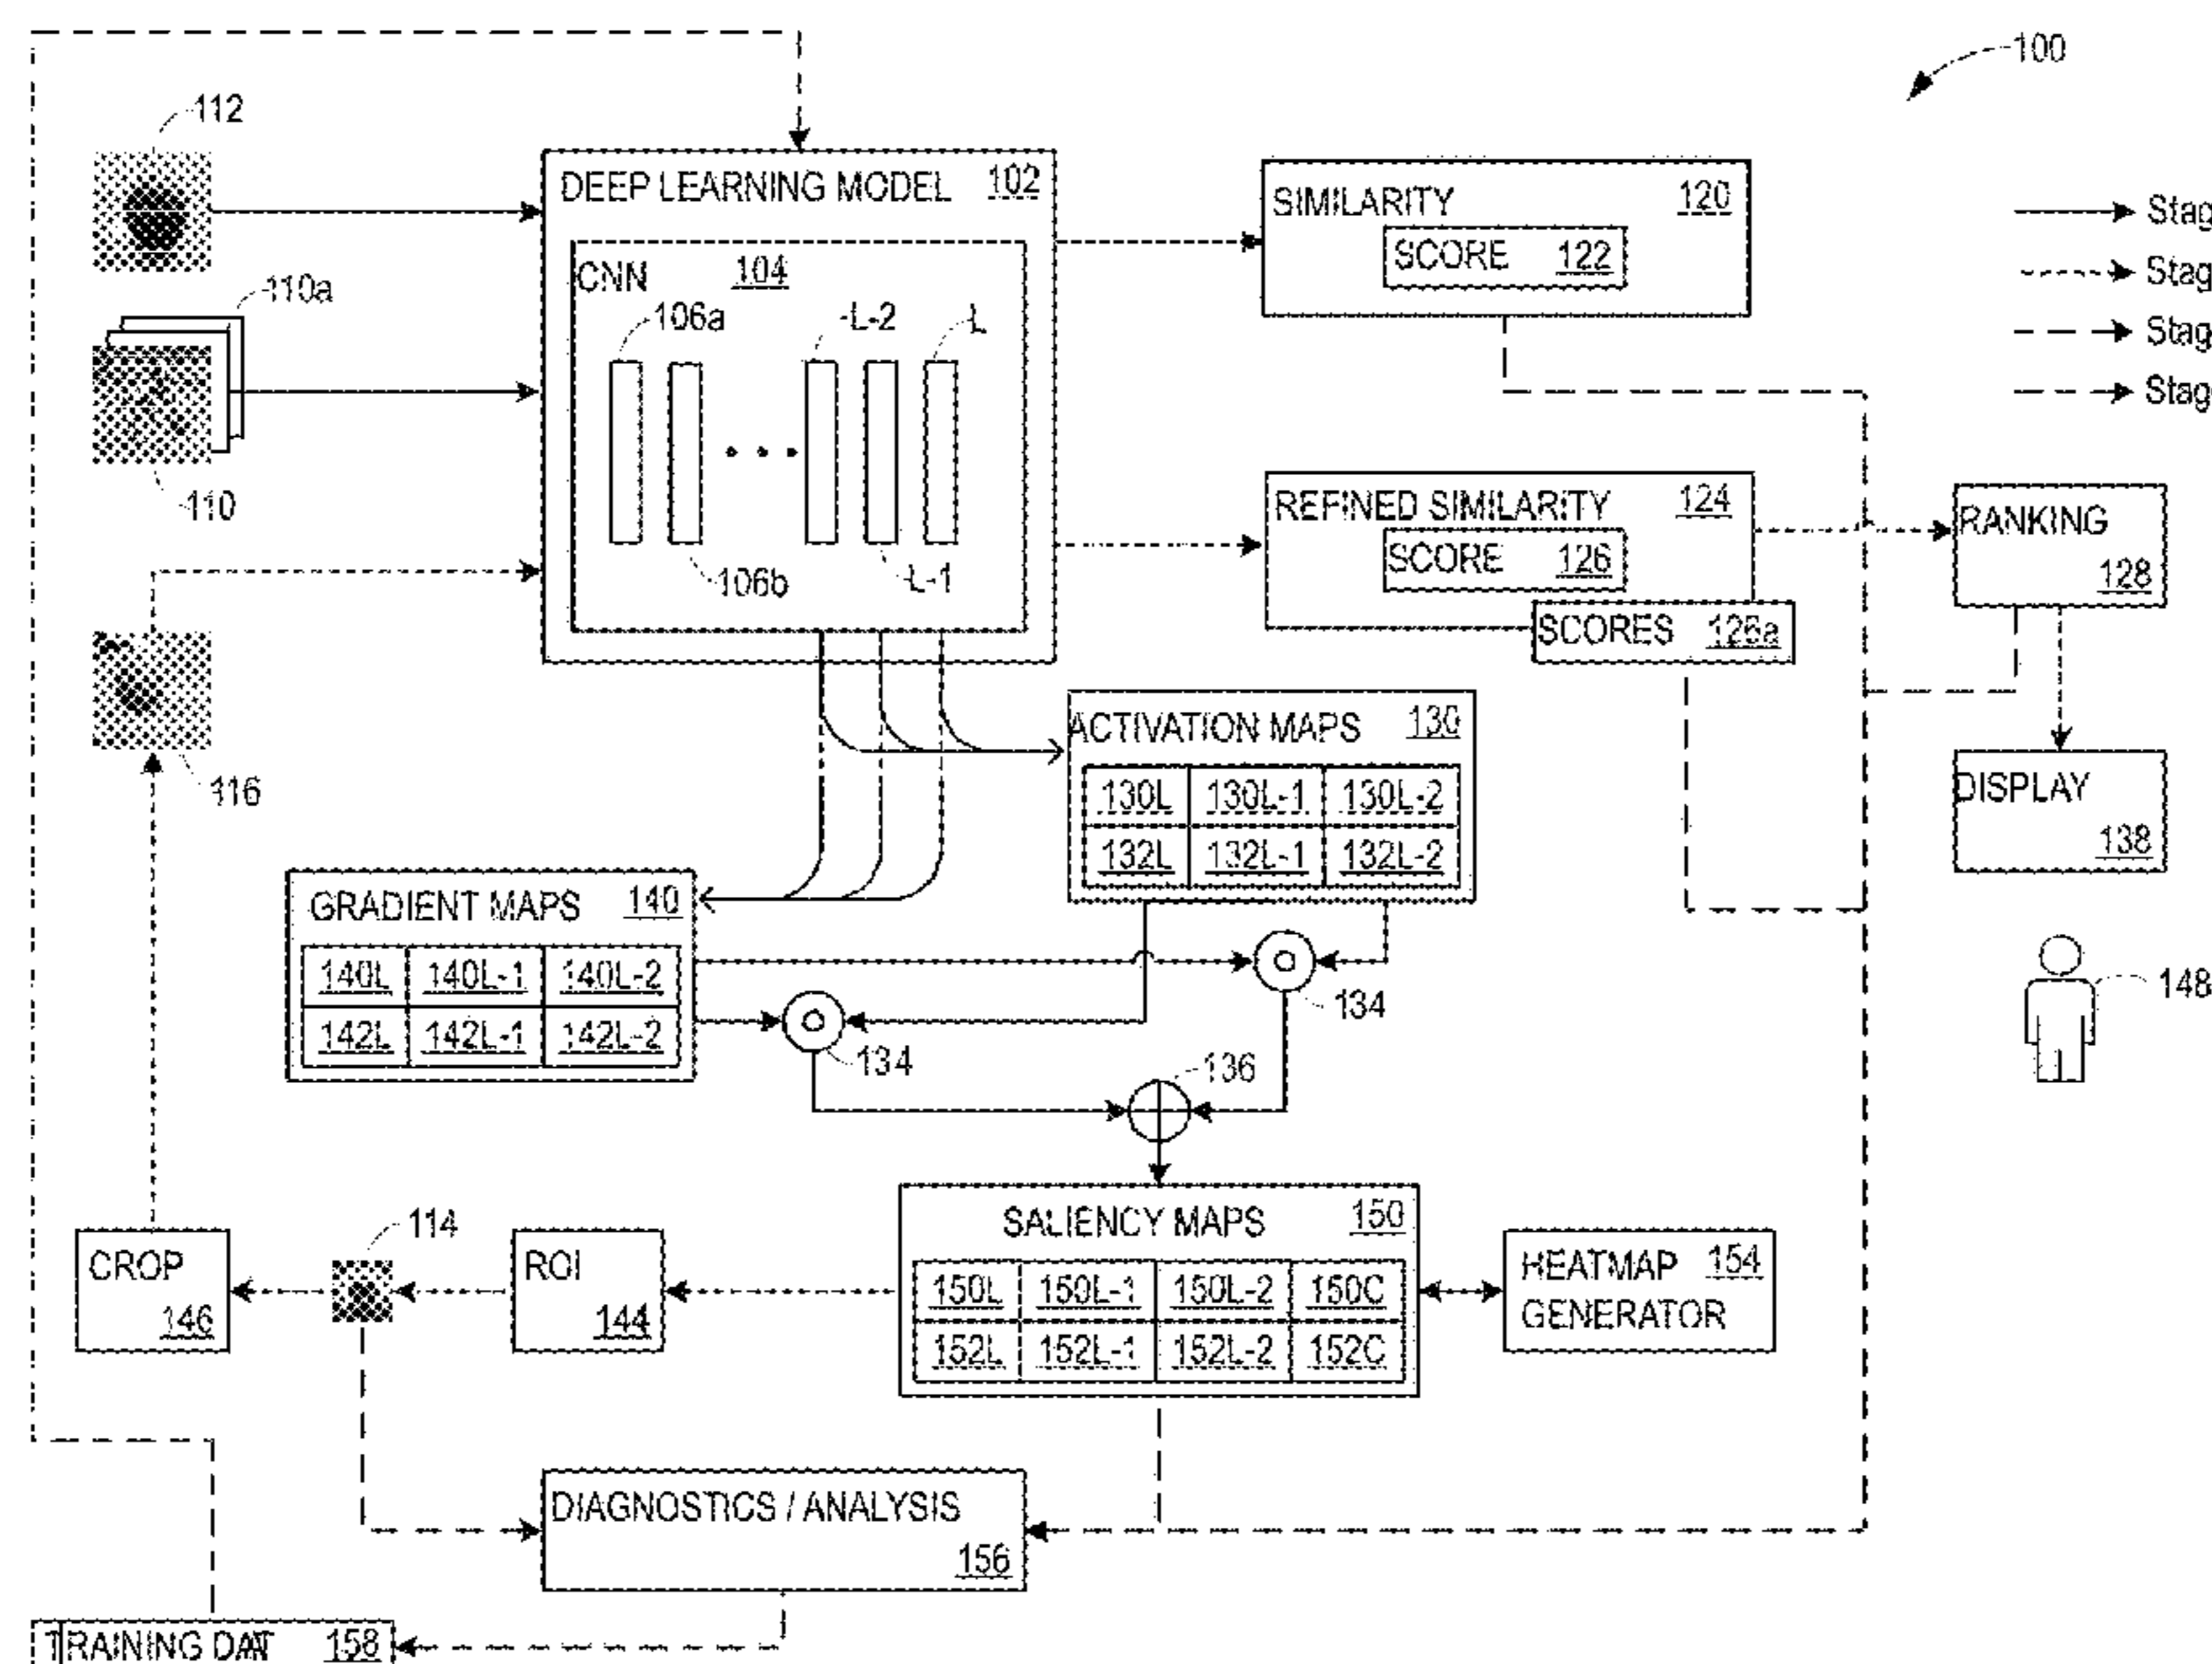 100
112
DEEP LEARNING MODEL 102
SIMILARITY 120
Stag
SCORE 122
CNN 104
Stag
110a
106a
-L-2
L
Stag
Stag
110
REFINED SIMILARITY 124
RANKING
128
SCORE 126
106b
L-1
SCORES 126a
116
ACTIVATION MAPS 130
130L 130L-1 130L-2
132L 132L-1 132L-2
DISPLAY
138
GRADIENT MAPS 140
140L 140L-1 140L-2
142L 142L-1 142L-2
134
134
148
136
114
SALIENCY MAPS 150
150L 150L-1 150L-2 150C
152L 152L-1 152L-2 152C
CROP
146
ROI
144
HEATMAP 154
GENERATOR
DIAGNOSTICS / ANALYSIS
156
TRAINING DAT 158